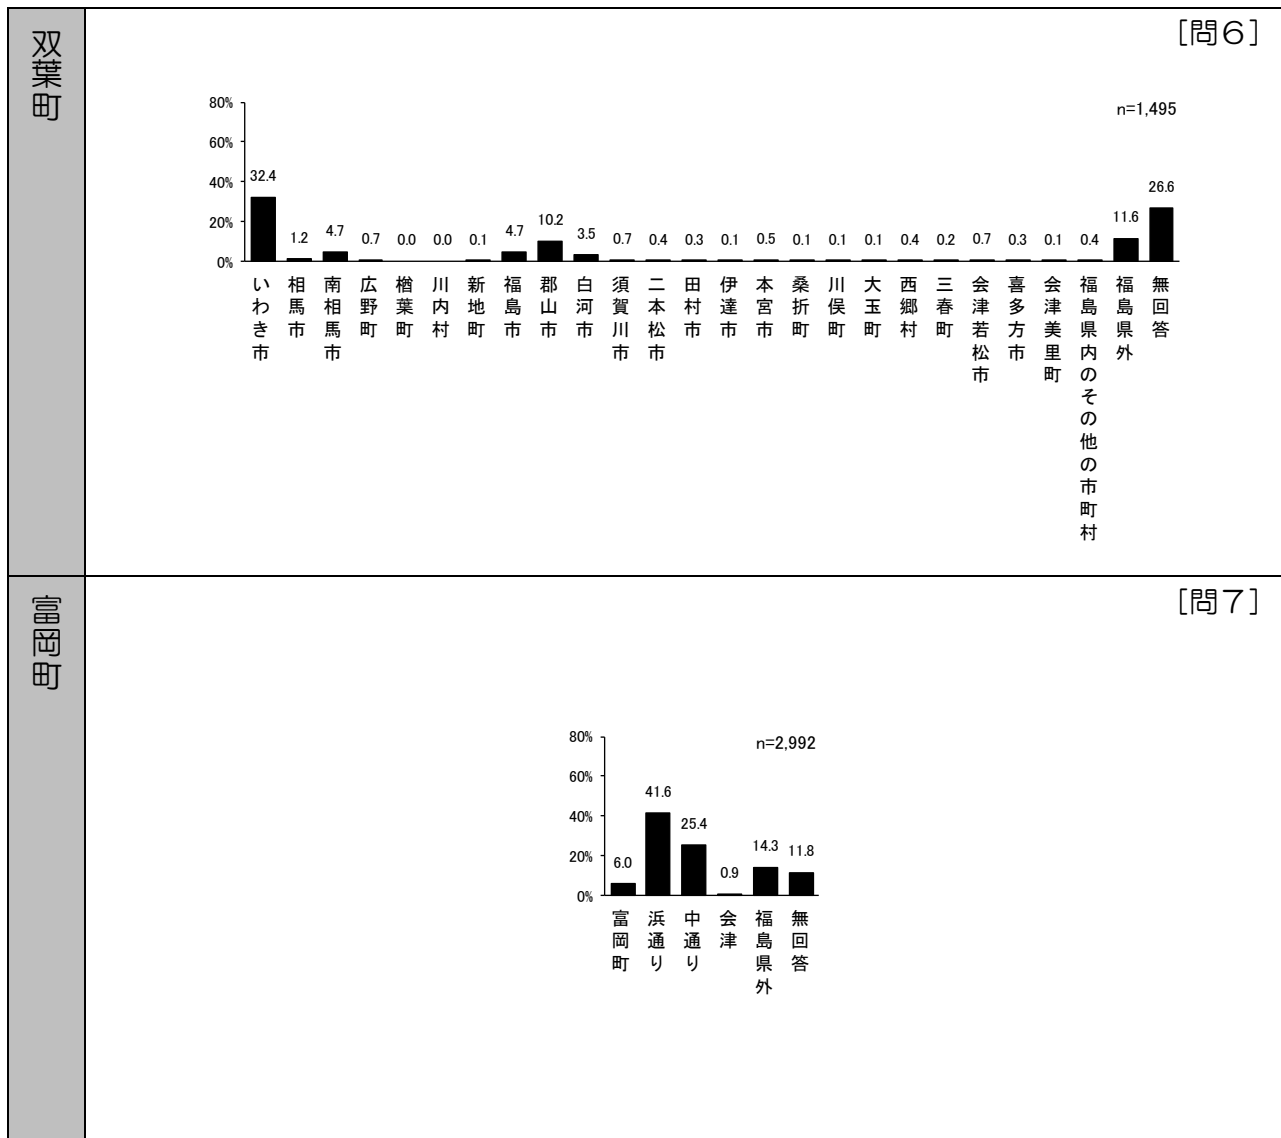 双葉町
[問6]
n=1,495
80%
60%
40%
20%
0%
32.4
1.2
4.7
0.7
0.0
0.0
0.1
4.7
10.2
3.5
0.7
0.4
0.3
0.1
0.5
0.1
0.1
0.1
0.4
0.2
0.7
0.3
0.1
0.4
11.6
26.6
いわき市
相馬市
南相馬市
広野町
楢葉町
川内村
新地町
福島市
郡山市
白河市
須賀川市
二本松市
田村市
伊達市
本宮市
桑折町
川俣町
大玉町
西郷村
三春町
会津若松市
喜多方市
会津美里町
福島県内のその他の市町村
福島県外
無回答
富岡町
[問7]
n=2,992
80%
60%
40%
20%
0%
6.0
41.6
25.4
0.9
14.3
11.8
富岡町
浜通り
中通り
会津
福島県外
無回答